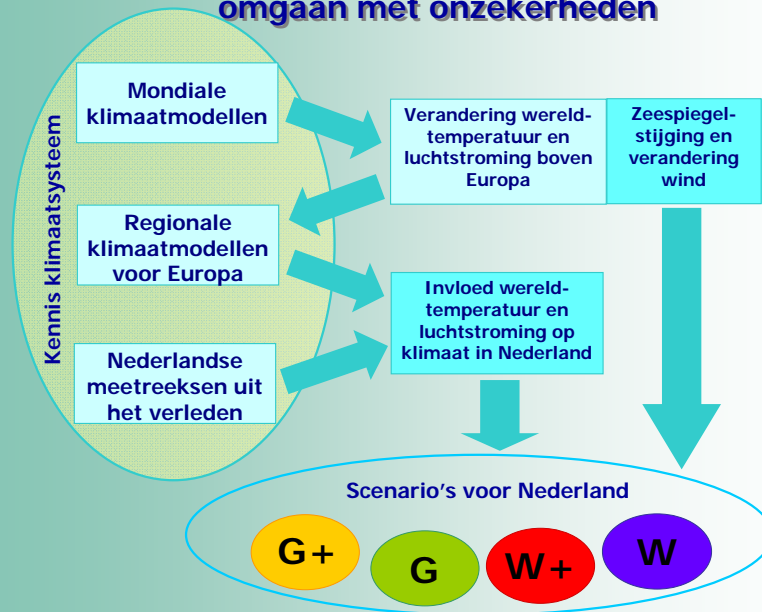 omgaan met onzekerheden
Kennis klimaatsysteem
Mondiale
klimaatmodellen
Verandering wereld-
temperatuur en
luchtstroming boven
Europa
Zeespiegel-
stijging en
verandering
wind
Regionale
klimaatmodellen
voor Europa
Invloed wereld-
temperatuur en
luchtstroming op
klimaat in Nederland
Nederlandse
meetreeksen uit
het verleden
Scenario's voor Nederland
G+
G
W+
W